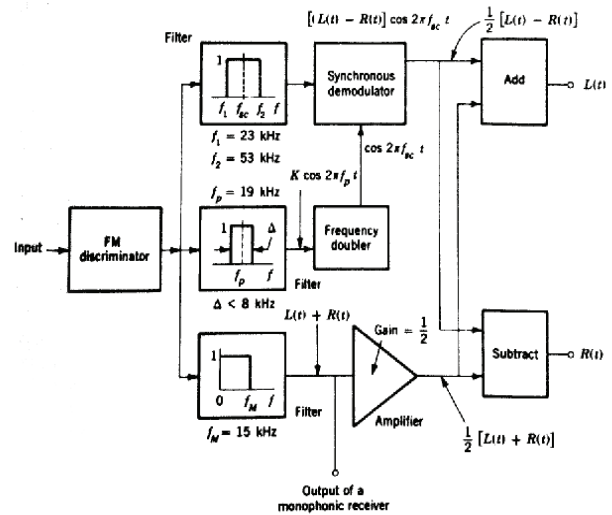 [(L(t) − R(t)] cos 2πf_sc t
1/2 [L(t) − R(t)]
Filter
1
f_1 f_sc f_2 f
Synchronous
demodulator
Add
L(t)
f_1 = 23 kHz
f_2 = 53 kHz
cos 2πf_sc t
f_p = 19 kHz
K cos 2πf_p t
1
Δ
f_p f
Input
FM
discriminator
Frequency
doubler
Filter
Δ < 8 kHz
L(t) + R(t)
Gain = 1/2
Subtract
R(t)
1
0 f_M f
Filter
Amplifier
f_M = 15 kHz
1/2 [L(t) + R(t)]
Output of a
monophonic receiver